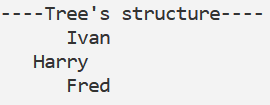 ----Tree's structure----
Ivan
Harry
Fred